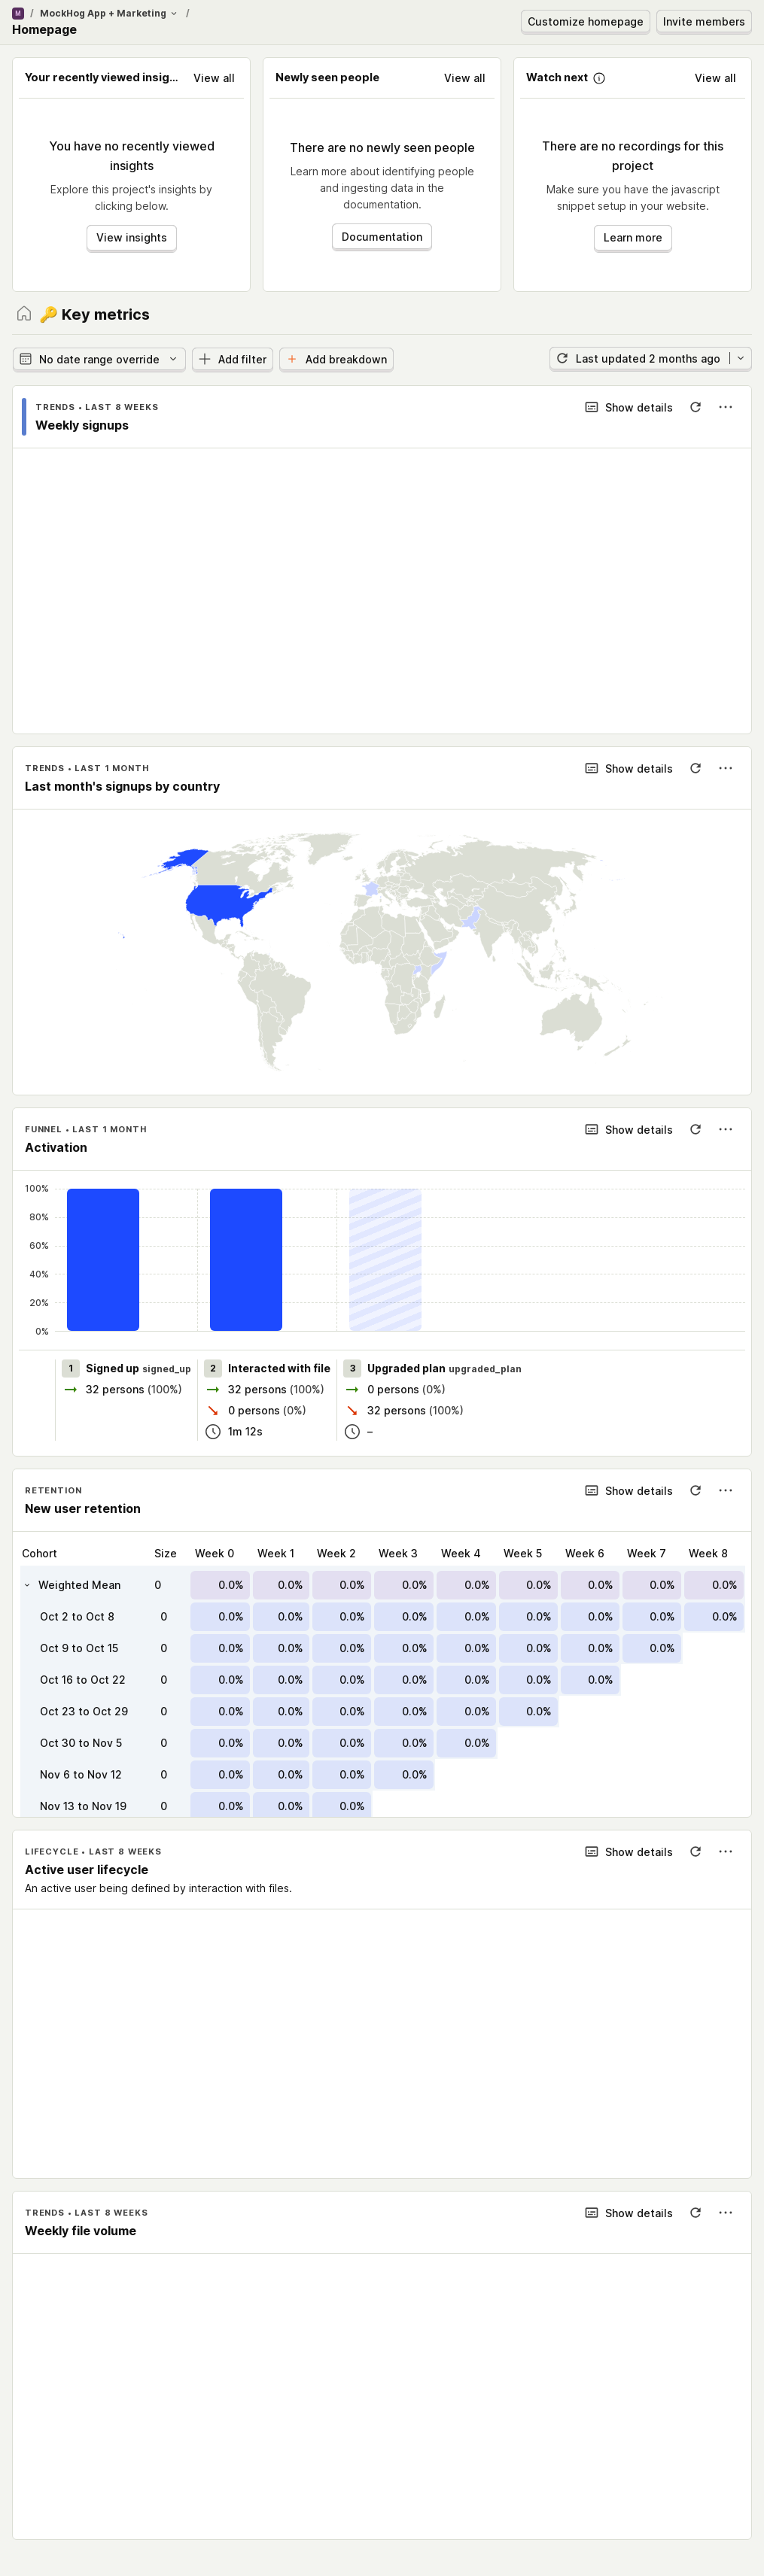 M / MockHog App + Marketing /
Homepage
Customize homepage
Invite members
Your recently viewed insig...
View all
You have no recently viewed
insights
Explore this project's insights by
clicking below.
View insights
Newly seen people
View all
There are no newly seen people
Learn more about identifying people
and ingesting data in the
documentation.
Documentation
Watch next
View all
There are no recordings for this
project
Make sure you have the javascript
snippet setup in your website.
Learn more
🔑 Key metrics
No date range override
Add filter
Add breakdown
Last updated 2 months ago
TRENDS • LAST 8 WEEKS
Show details
Weekly signups
TRENDS • LAST 1 MONTH
Show details
Last month's signups by country
FUNNEL • LAST 1 MONTH
Show details
Activation
100%
80%
60%
40%
20%
0%
1 Signed up signed_up
32 persons (100%)
2 Interacted with file
32 persons (100%)
0 persons (0%)
1m 12s
3 Upgraded plan upgraded_plan
0 persons (0%)
32 persons (100%)
–
RETENTION
Show details
New user retention
Cohort Size Week 0 Week 1 Week 2 Week 3 Week 4 Week 5 Week 6 Week 7 Week 8
Weighted Mean 0 0.0% 0.0% 0.0% 0.0% 0.0% 0.0% 0.0% 0.0% 0.0%
Oct 2 to Oct 8 0 0.0% 0.0% 0.0% 0.0% 0.0% 0.0% 0.0% 0.0% 0.0%
Oct 9 to Oct 15 0 0.0% 0.0% 0.0% 0.0% 0.0% 0.0% 0.0% 0.0%
Oct 16 to Oct 22 0 0.0% 0.0% 0.0% 0.0% 0.0% 0.0% 0.0%
Oct 23 to Oct 29 0 0.0% 0.0% 0.0% 0.0% 0.0% 0.0%
Oct 30 to Nov 5 0 0.0% 0.0% 0.0% 0.0% 0.0%
Nov 6 to Nov 12 0 0.0% 0.0% 0.0% 0.0%
Nov 13 to Nov 19 0 0.0% 0.0% 0.0%
LIFECYCLE • LAST 8 WEEKS
Show details
Active user lifecycle
An active user being defined by interaction with files.
TRENDS • LAST 8 WEEKS
Show details
Weekly file volume